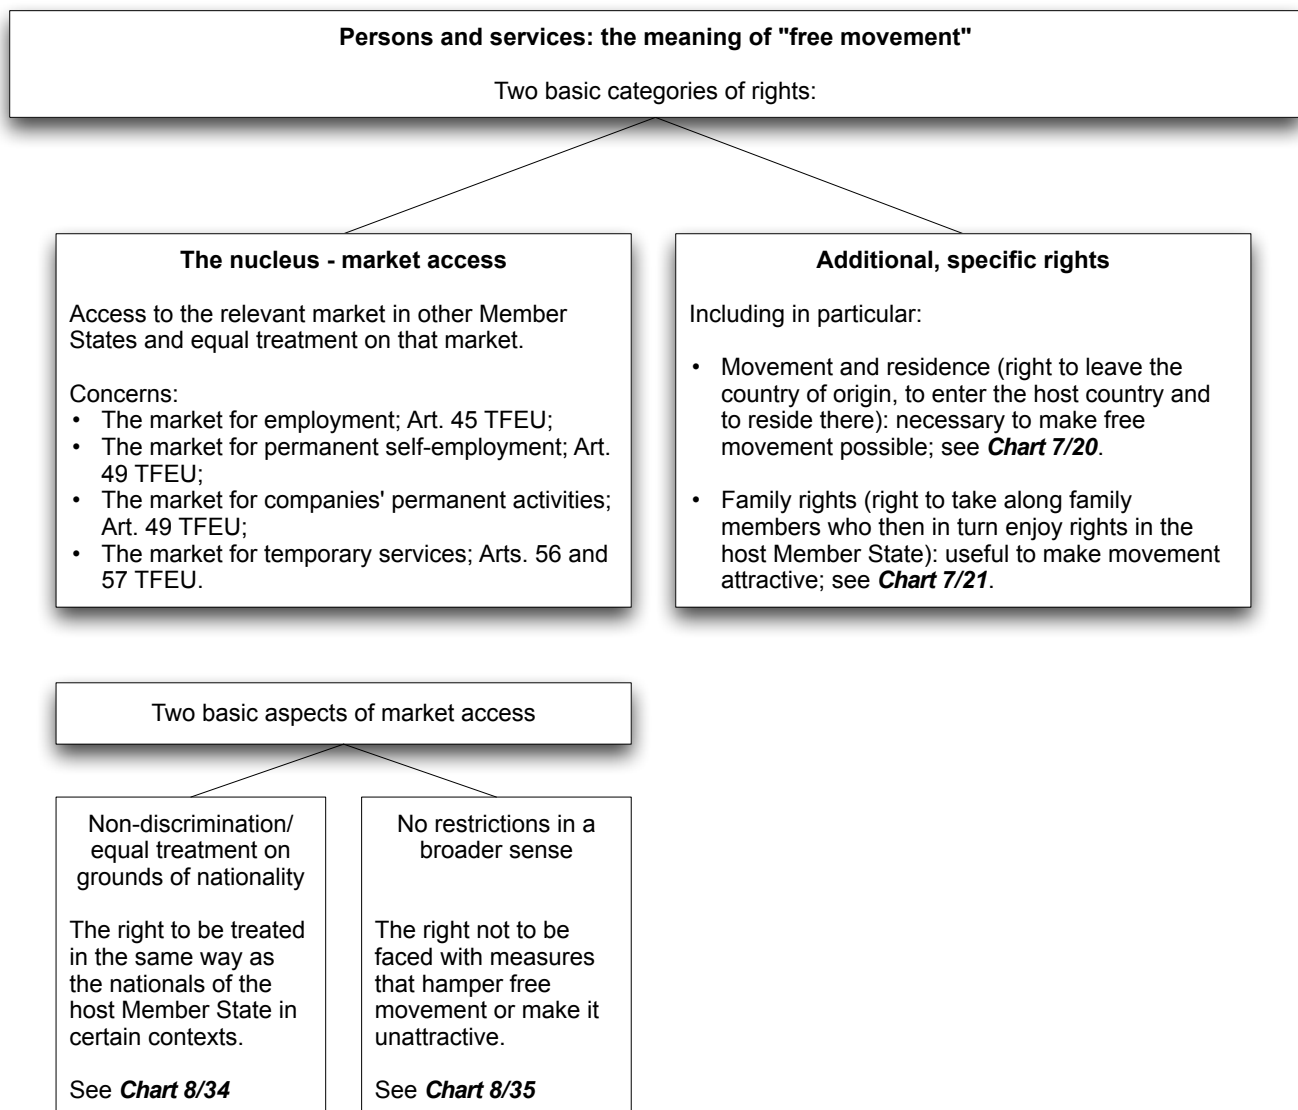 Persons and services: the meaning of "free movement"
Two basic categories of rights:
The nucleus - market access
Access to the relevant market in other Member
States and equal treatment on that market.
Concerns:
• The market for employment; Art. 45 TFEU;
• The market for permanent self-employment; Art.
49 TFEU;
• The market for companies' permanent activities;
Art. 49 TFEU;
• The market for temporary services; Arts. 56 and
57 TFEU.
Additional, specific rights
Including in particular:
• Movement and residence (right to leave the
country of origin, to enter the host country and
to reside there): necessary to make free
movement possible; see Chart 7/20.
• Family rights (right to take along family
members who then in turn enjoy rights in the
host Member State): useful to make movement
attractive; see Chart 7/21.
Two basic aspects of market access
Non-discrimination/
equal treatment on
grounds of nationality
The right to be treated
in the same way as
the nationals of the
host Member State in
certain contexts.
See Chart 8/34
No restrictions in a
broader sense
The right not to be
faced with measures
that hamper free
movement or make it
unattractive.
See Chart 8/35